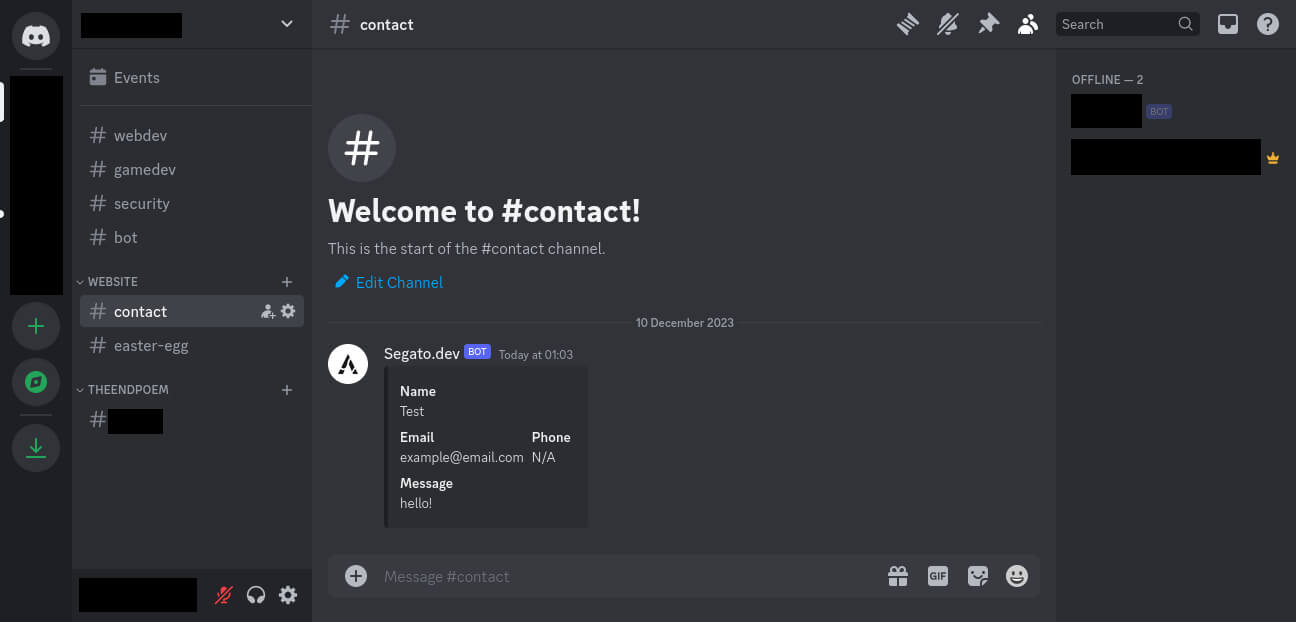 Events
webdev
gamedev
security
bot
WEBSITE
contact
easter-egg
THEENDPOEM
contact
Search
Welcome to #contact!
This is the start of the #contact channel.
Edit Channel
10 December 2023
Segato.dev BOT Today at 01:03
Name
Test
Email Phone
example@email.com N/A
Message
hello!
Message #contact
GIF
OFFLINE — 2
BOT